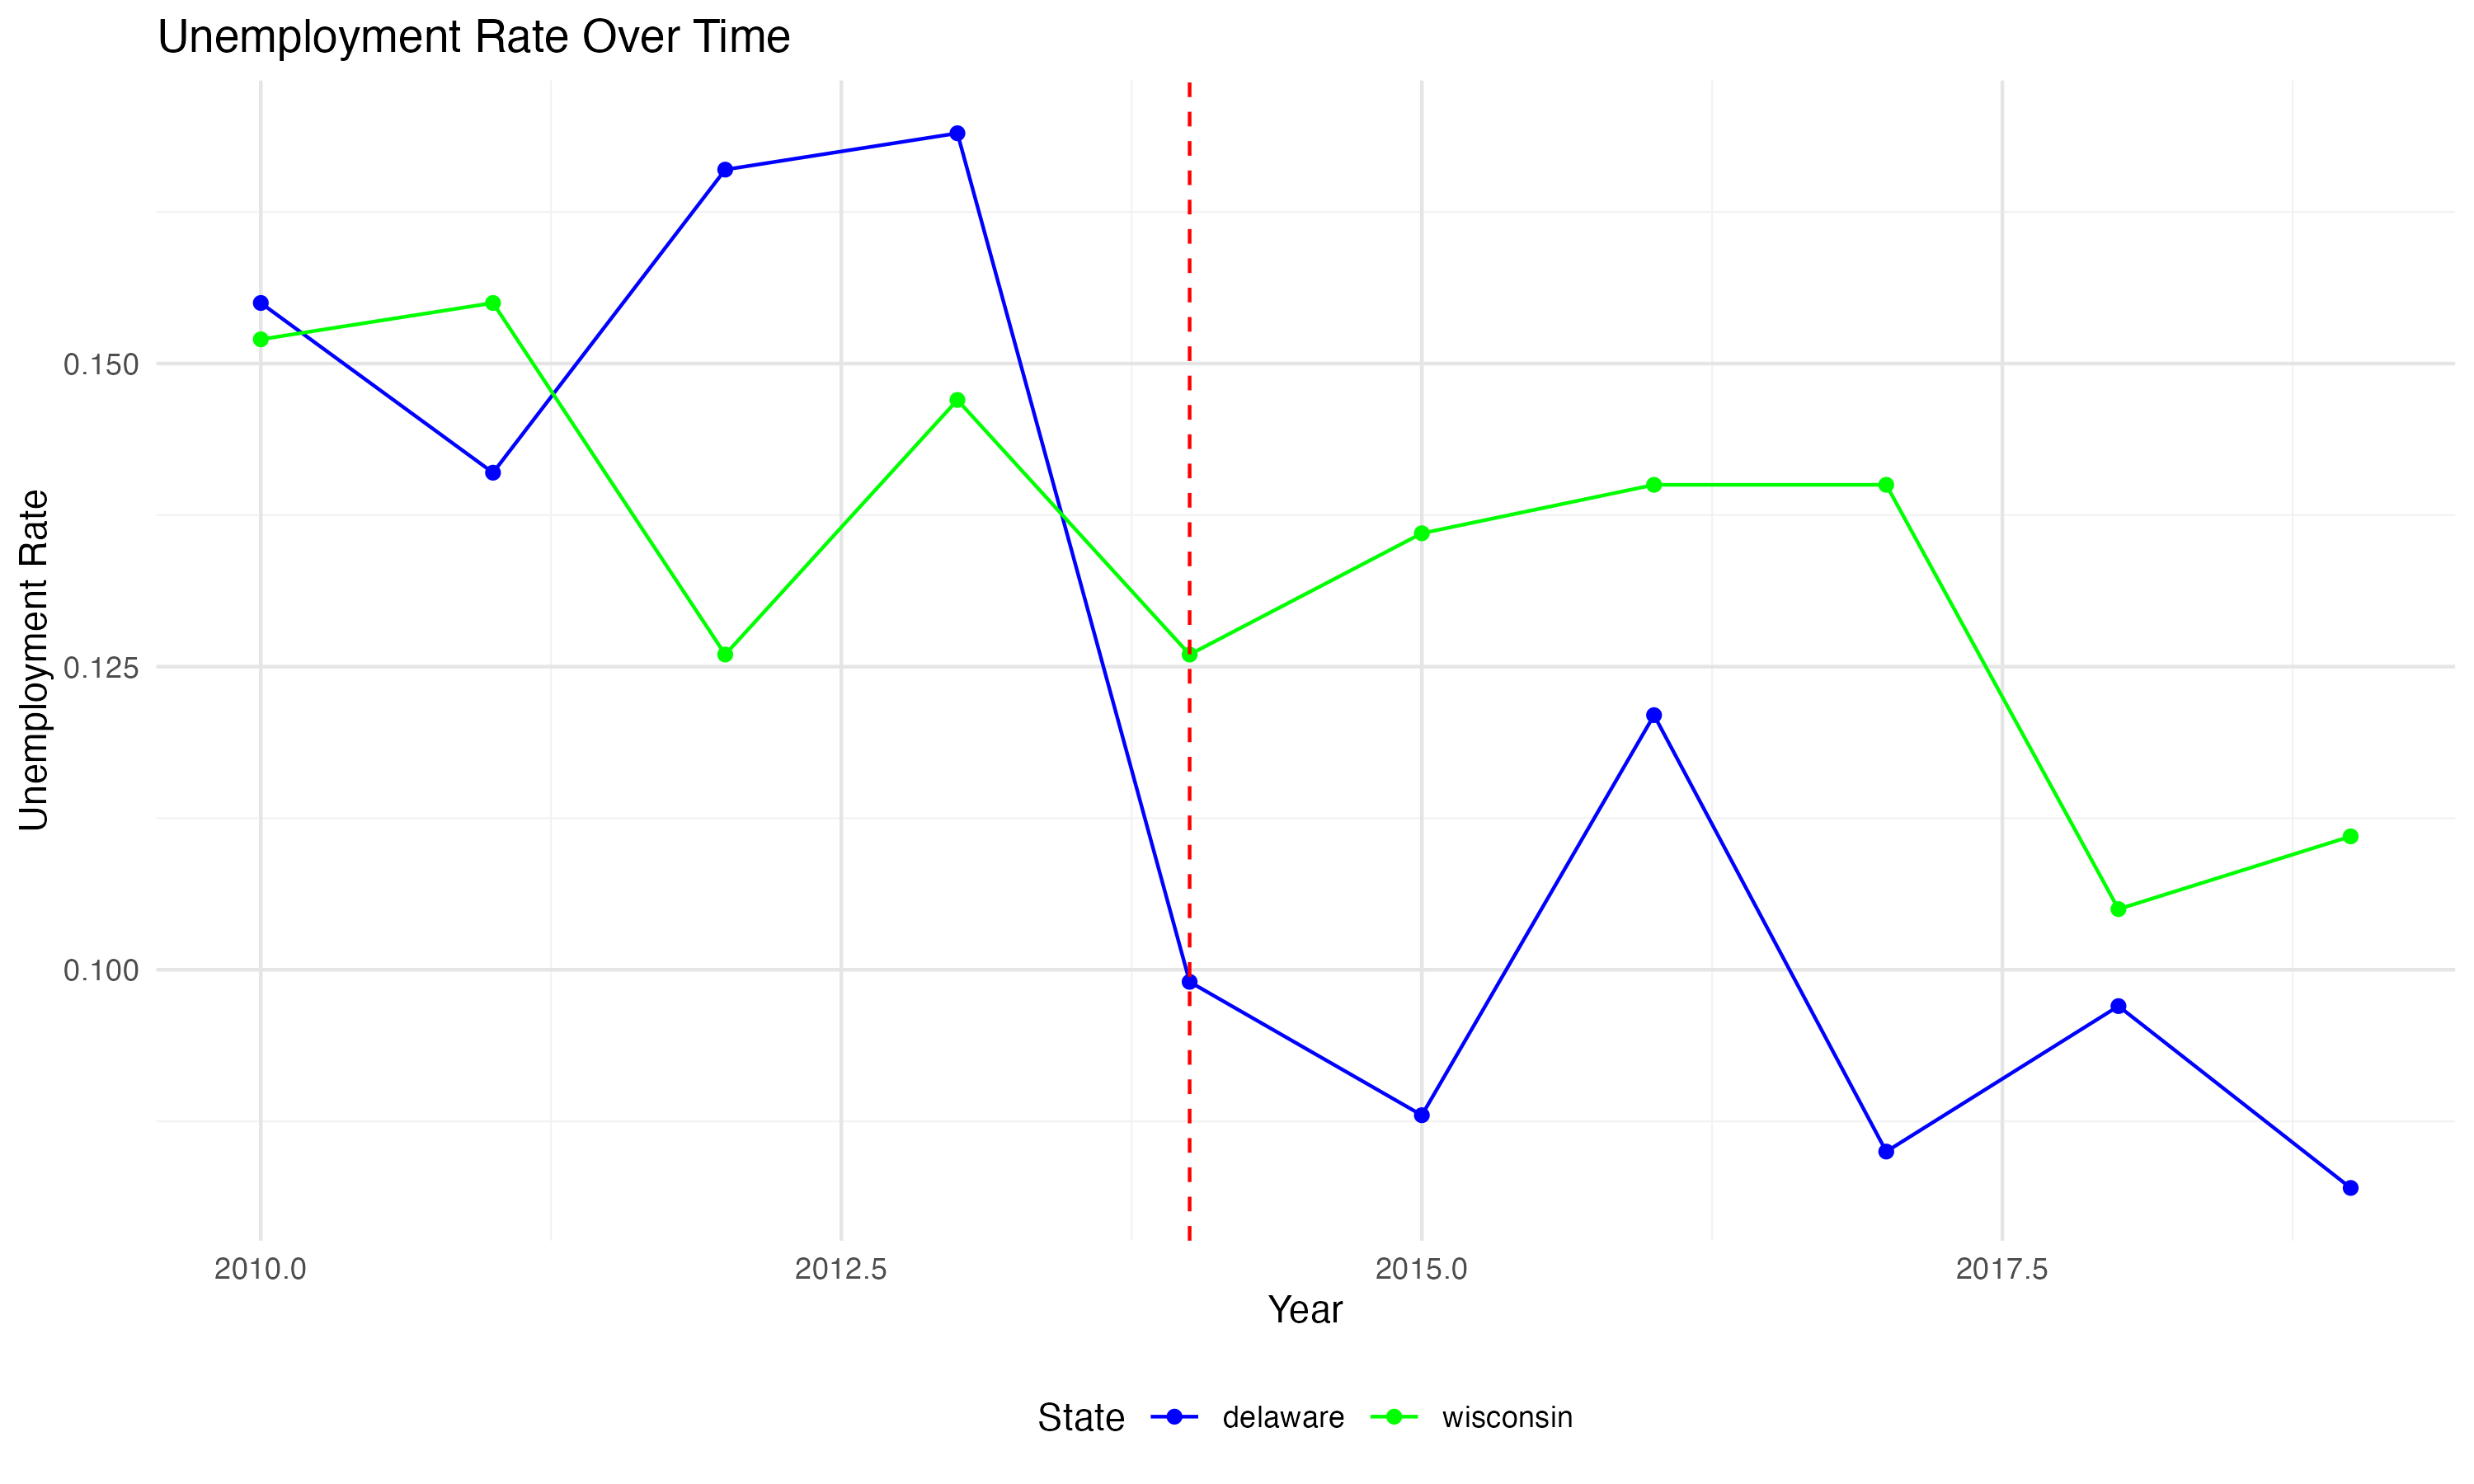 Unemployment Rate Over Time
Unemployment Rate
0.150
0.125
0.100
2010.0 2012.5 2015.0 2017.5
Year
State delaware wisconsin